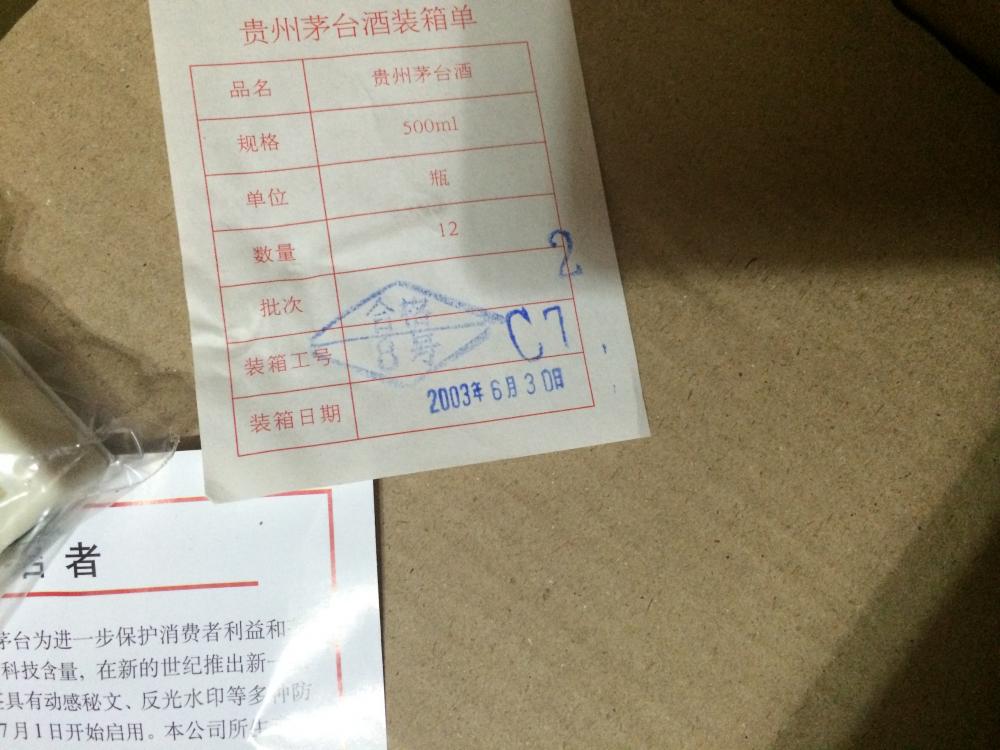 贵州茅台酒装箱单
品名 贵州茅台酒
规格 500ml
单位 瓶
数量 12
2
批次
合格
8号
C7
装箱工号
装箱日期 2003年6月30日
者
茅台为进一步保护消费者利益和
科技含量，在新的世纪推出新一
具有动感秘文、反光水印等多种防
7月1日开始启用。本公司所生